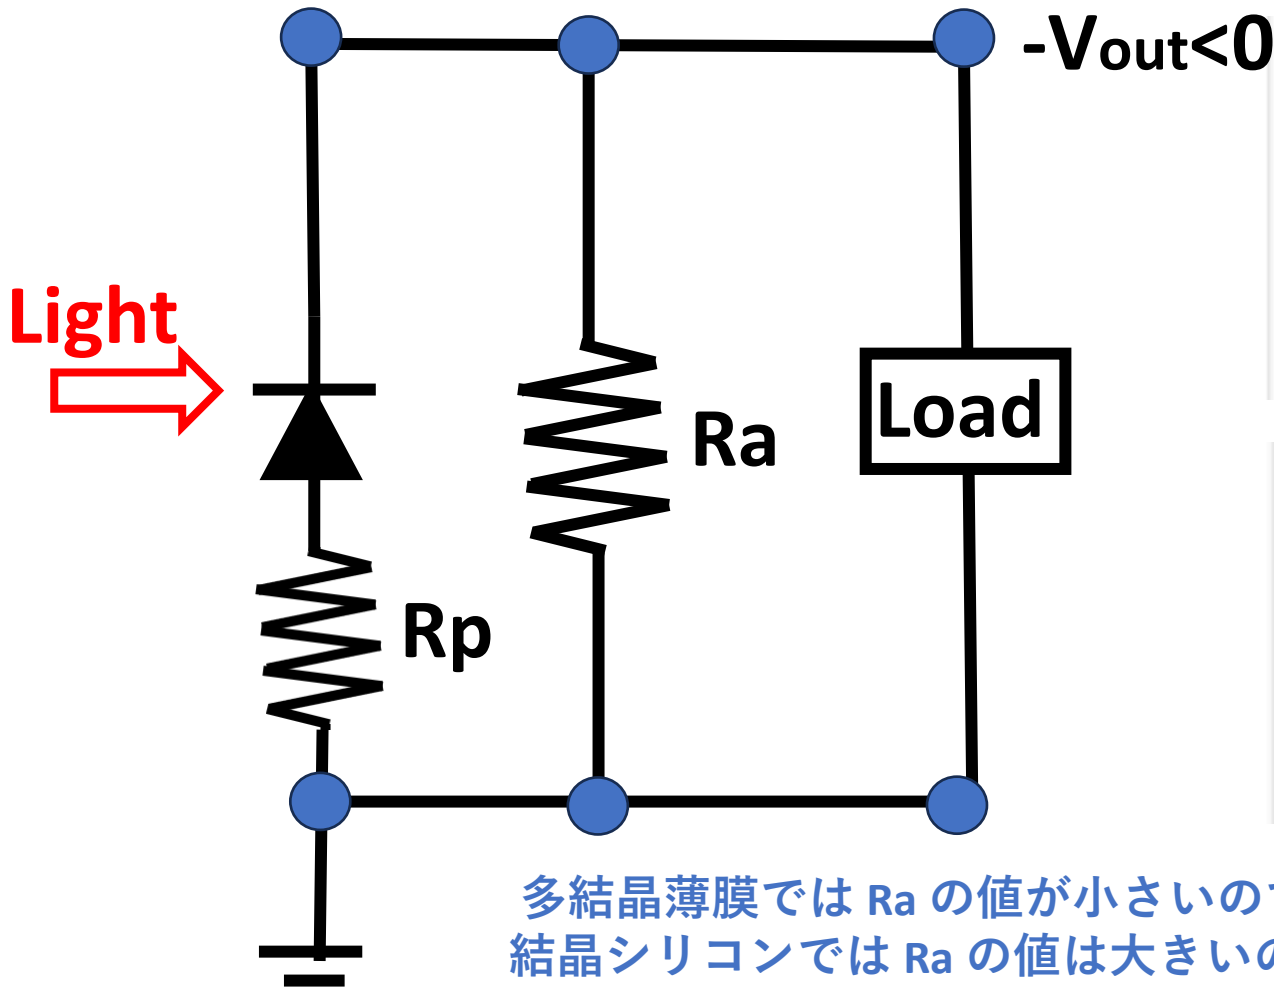 -Vout<0
Light
Load
Ra
Rp
多結晶薄膜では Ra の値が小さいので
結晶シリコンでは Ra の値は大きいの